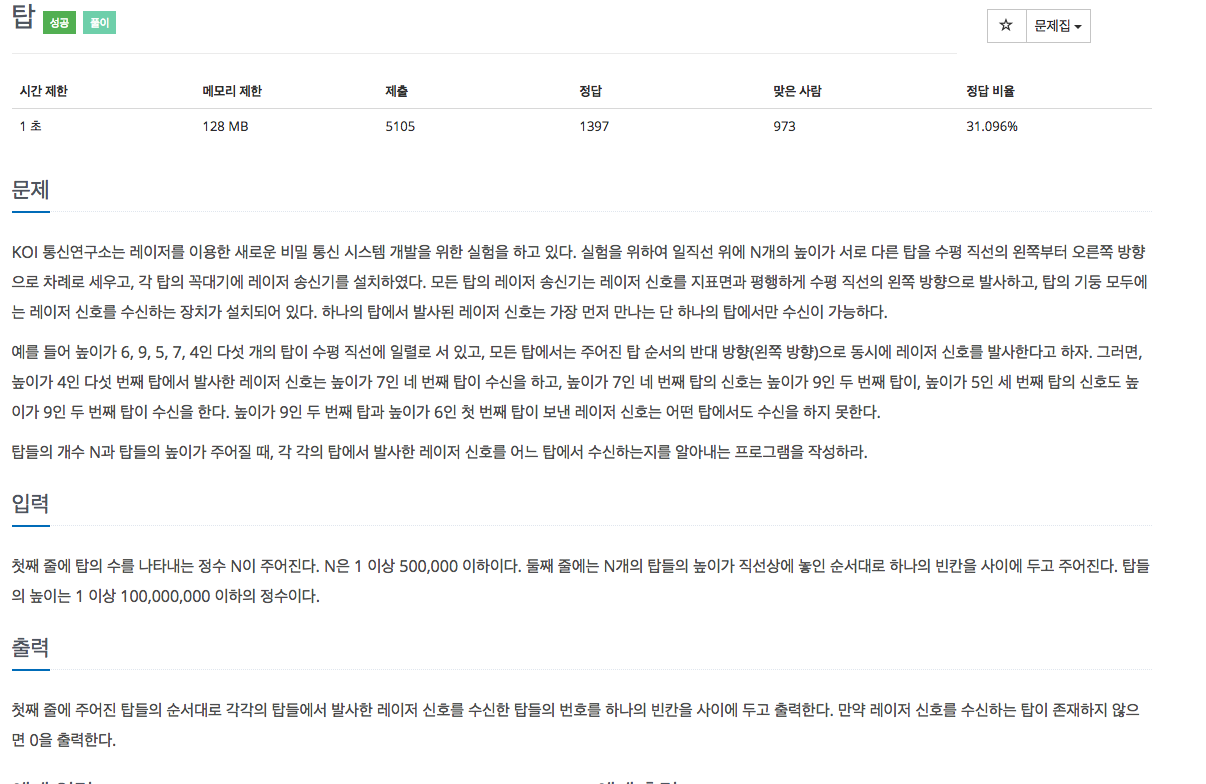 탑 성공 풀이
☆ 문제집
시간 제한 메모리 제한 제출 정답 맞은 사람 정답 비율
1 초 128 MB 5105 1397 973 31.096%
문제
KOI 통신연구소는 레이저를 이용한 새로운 비밀 통신 시스템 개발을 위한 실험을 하고 있다. 실험을 위하여 일직선 위에 N개의 높이가 서로 다른 탑을 수평 직선의 왼쪽부터 오른쪽 방향
으로 차례로 세우고, 각 탑의 꼭대기에 레이저 송신기를 설치하였다. 모든 탑의 레이저 송신기는 레이저 신호를 지표면과 평행하게 수평 직선의 왼쪽 방향으로 발사하고, 탑의 기둥 모두에
는 레이저 신호를 수신하는 장치가 설치되어 있다. 하나의 탑에서 발사된 레이저 신호는 가장 먼저 만나는 단 하나의 탑에서만 수신이 가능하다.
예를 들어 높이가 6, 9, 5, 7, 4인 다섯 개의 탑이 수평 직선에 일렬로 서 있고, 모든 탑에서는 주어진 탑 순서의 반대 방향(왼쪽 방향)으로 동시에 레이저 신호를 발사한다고 하자. 그러면,
높이가 4인 다섯 번째 탑에서 발사한 레이저 신호는 높이가 7인 네 번째 탑이 수신을 하고, 높이가 7인 네 번째 탑의 신호는 높이가 9인 두 번째 탑이, 높이가 5인 세 번째 탑의 신호도 높
이가 9인 두 번째 탑이 수신을 한다. 높이가 9인 두 번째 탑과 높이가 6인 첫 번째 탑이 보낸 레이저 신호는 어떤 탑에서도 수신을 하지 못한다.
탑들의 개수 N과 탑들의 높이가 주어질 때, 각 각의 탑에서 발사한 레이저 신호를 어느 탑에서 수신하는지를 알아내는 프로그램을 작성하라.
입력
첫째 줄에 탑의 수를 나타내는 정수 N이 주어진다. N은 1 이상 500,000 이하이다. 둘째 줄에는 N개의 탑들의 높이가 직선상에 놓인 순서대로 하나의 빈칸을 사이에 두고 주어진다. 탑들
의 높이는 1 이상 100,000,000 이하의 정수이다.
출력
첫째 줄에 주어진 탑들의 순서대로 각각의 탑들에서 발사한 레이저 신호를 수신한 탑들의 번호를 하나의 빈칸을 사이에 두고 출력한다. 만약 레이저 신호를 수신하는 탑이 존재하지 않으
면 0을 출력한다.